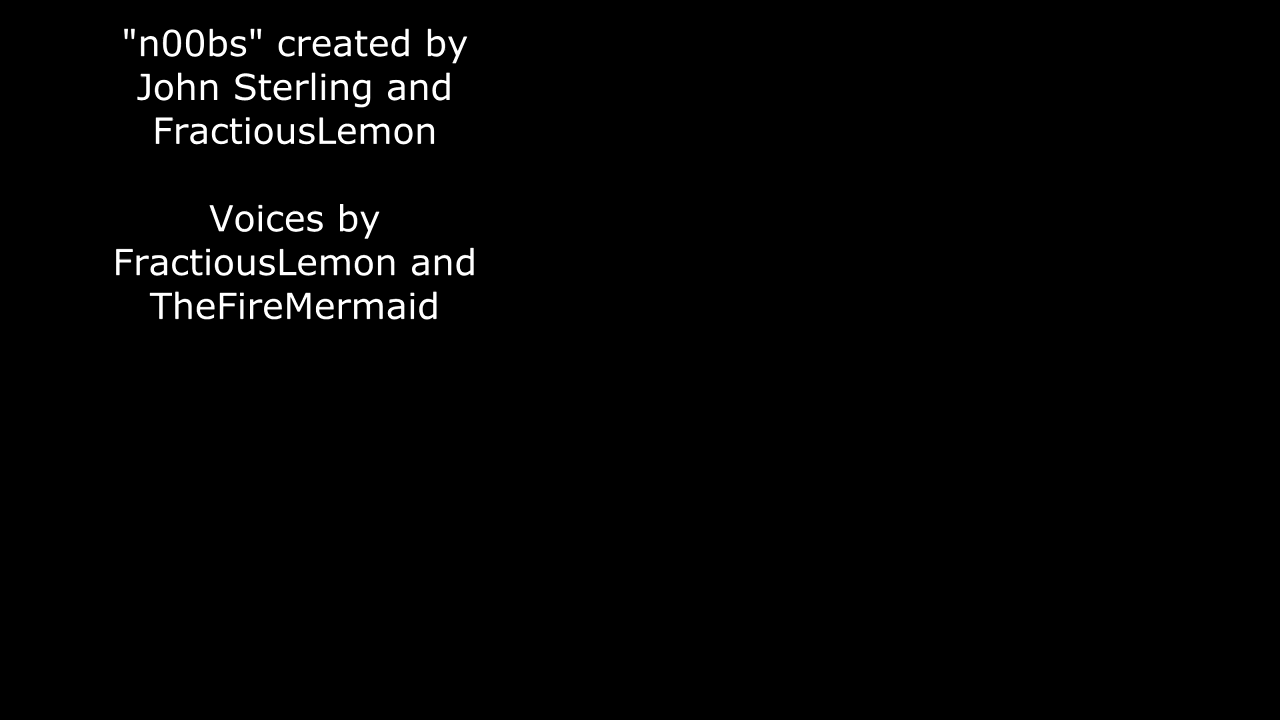 "n00bs" created by
John Sterling and
FractiousLemon
Voices by
FractiousLemon and
TheFireMermaid